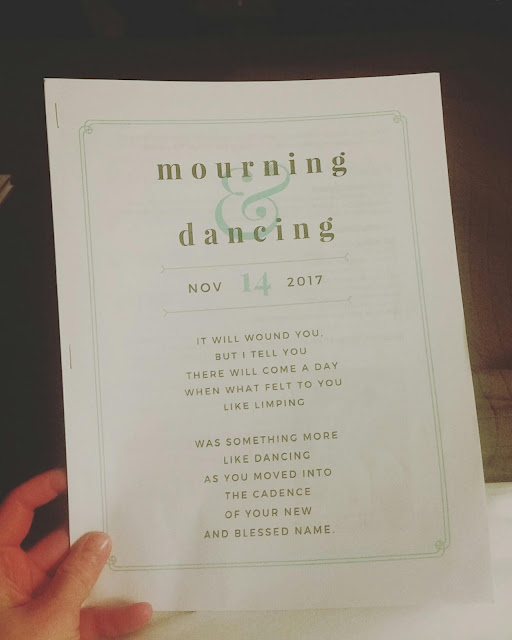 mourning
&
dancing
NOV 14 2017
IT WILL WOUND YOU,
BUT I TELL YOU
THERE WILL COME A DAY
WHEN WHAT FELT TO YOU
LIKE LIMPING
WAS SOMETHING MORE
LIKE DANCING
AS YOU MOVED INTO
THE CADENCE
OF YOUR NEW
AND BLESSED NAME.